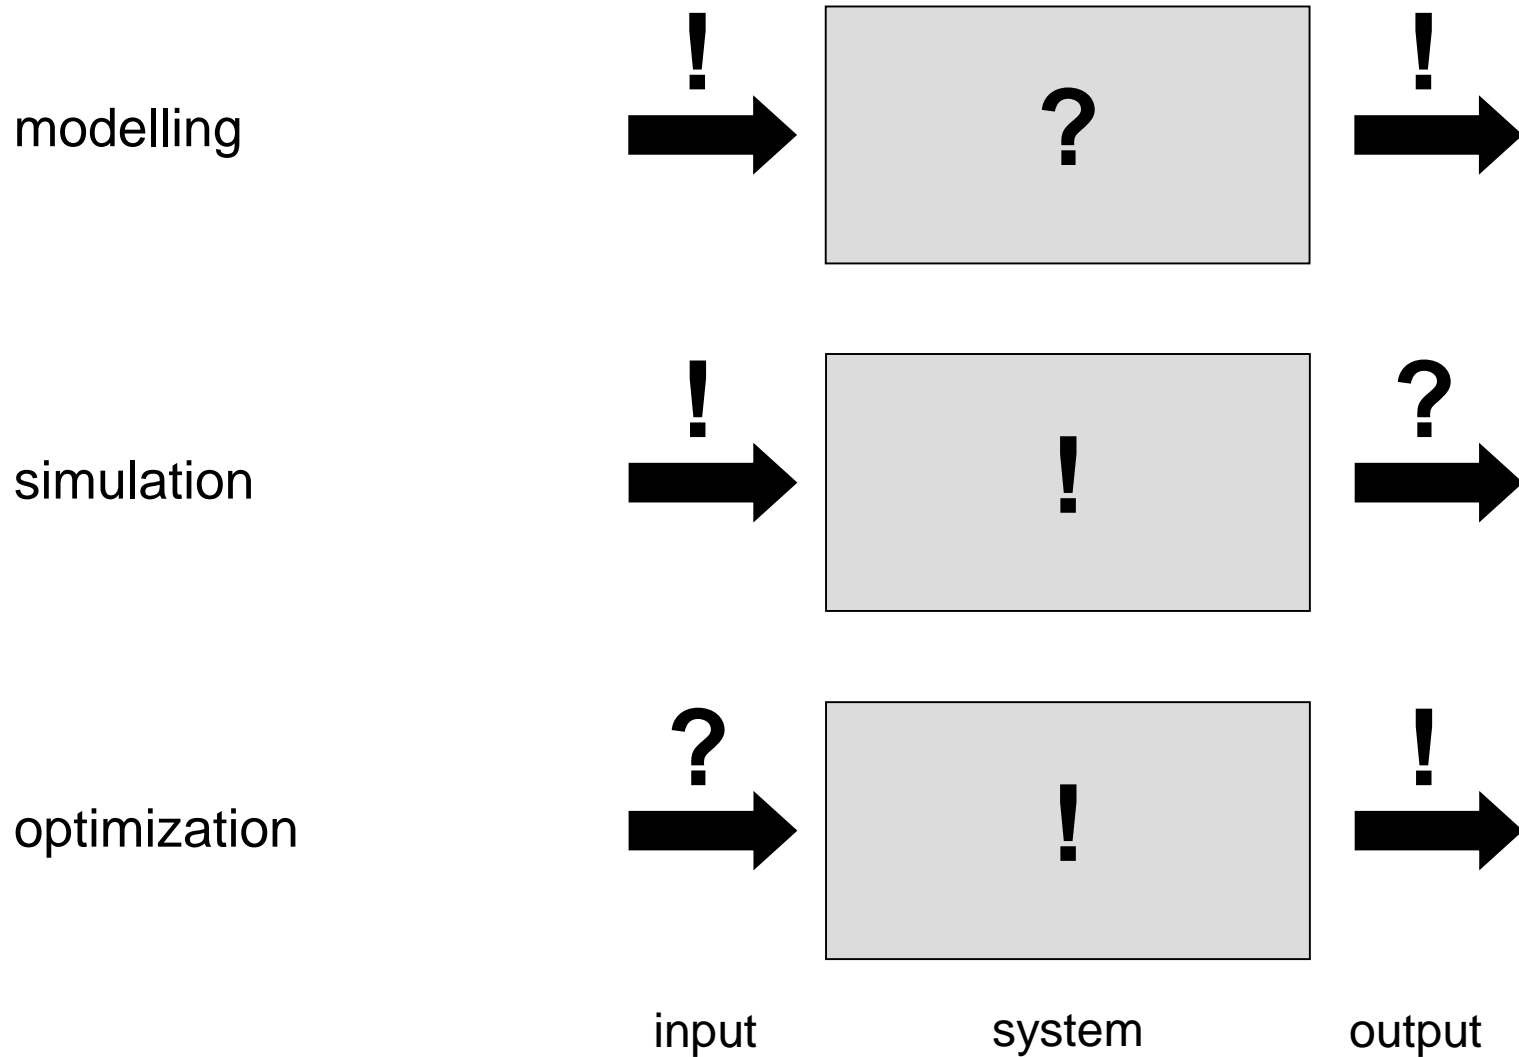 ! !
modelling ?
! ?
simulation !
? !
optimization !
input system output